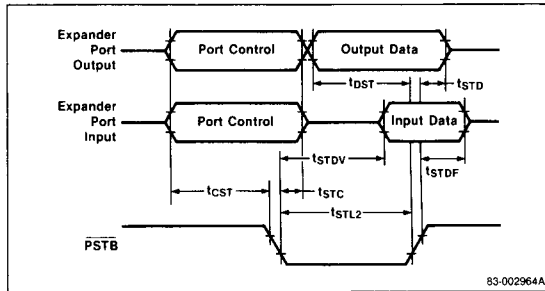 Expander
Port
Output
Port Control
Output Data
tDST
tSTD
Expander
Port
Input
Port Control
Input Data
tSTDV
tSTDF
tCST
tSTC
tSTL2
PSTB
83-002964A